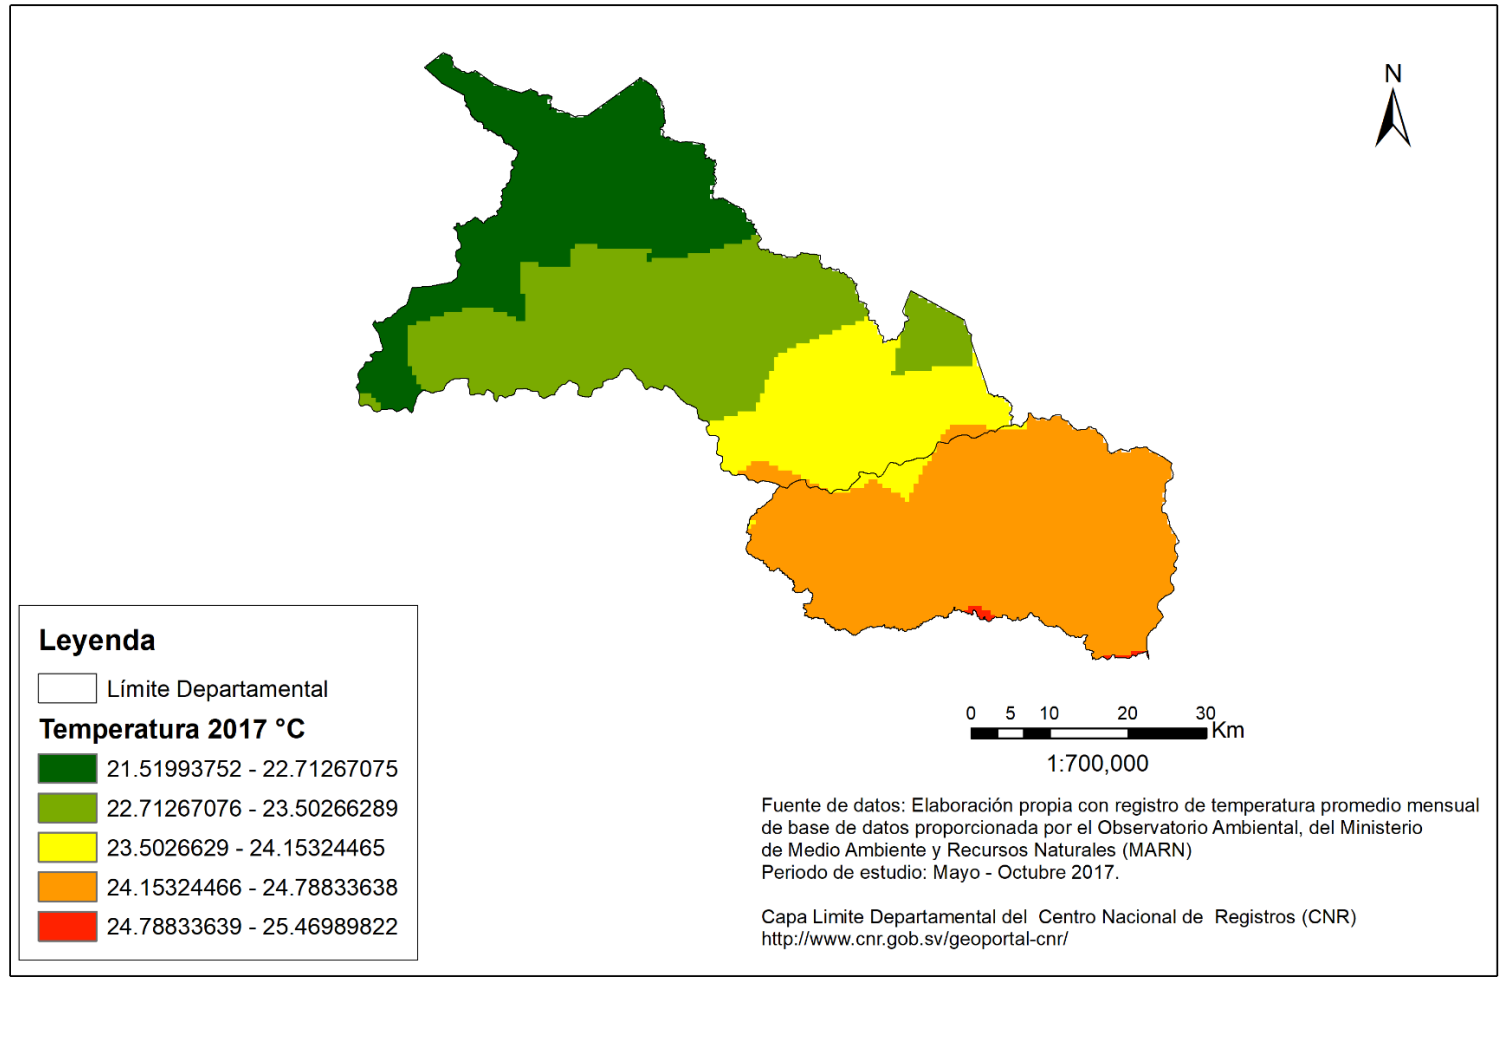 N
Leyenda
Límite Departamental
Temperatura 2017 °C
21.51993752 - 22.71267075
22.71267076 - 23.50266289
23.5026629 - 24.15324465
24.15324466 - 24.78833638
24.78833639 - 25.46989822
0 5 10 20 30 Km
1:700,000
Fuente de datos: Elaboración propia con registro de temperatura promedio mensual
de base de datos proporcionada por el Observatorio Ambiental, del Ministerio
de Medio Ambiente y Recursos Naturales (MARN)
Periodo de estudio: Mayo - Octubre 2017.
Capa Limite Departamental del Centro Nacional de Registros (CNR)
http://www.cnr.gob.sv/geoportal-cnr/